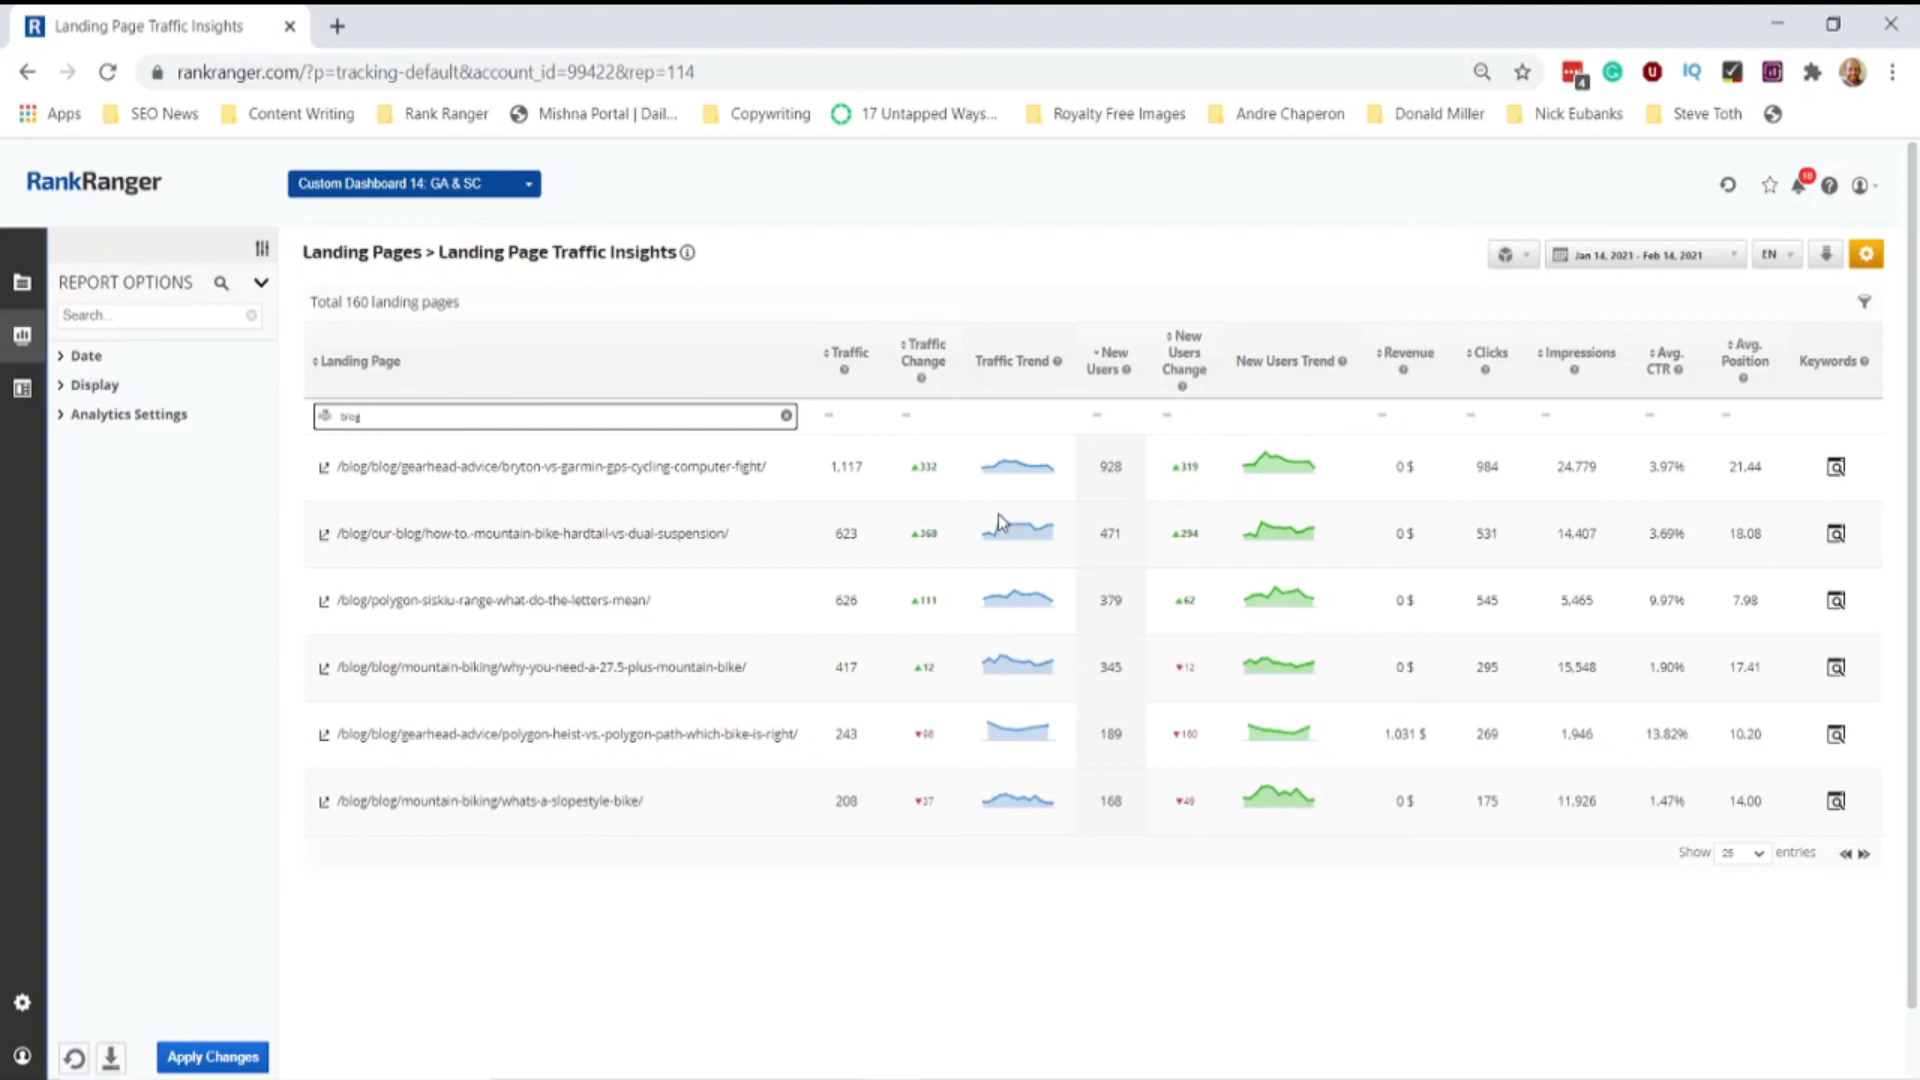 Landing Page Traffic Insights
rankranger.com/?p=tracking-default&account_id=99422&rep=114
4
IQ
Apps SEO News Content Writing Rank Ranger Mishna Portal | Dail... Copywriting 17 Untapped Ways... Royalty Free Images Andre Chaperon Donald Miller Nick Eubanks Steve Toth
RankRanger
Custom Dashboard 14: GA & SC
10
REPORT OPTIONS
Search...
Date
Display
Analytics Settings
Landing Pages > Landing Page Traffic Insights
Jan 14, 2021 - Feb 14, 2021
EN
Total 160 landing pages
Landing Page Traffic Traffic Change Traffic Trend New Users New Users Change New Users Trend Revenue Clicks Impressions Avg. CTR Avg. Position Keywords
blog
/blog/blog/gearhead-advice/bryton-vs-garmin-gps-cycling-computer-fight/ 1,117 332 928 319 0 $ 984 24,779 3.97% 21.44
/blog/our-blog/how-to.-mountain-bike-hardtail-vs-dual-suspension/ 623 368 471 294 0 $ 531 14,407 3.69% 18.08
/blog/polygon-siskiu-range-what-do-the-letters-mean/ 626 111 379 62 0 $ 545 5,465 9.97% 7.98
/blog/blog/mountain-biking/why-you-need-a-27.5-plus-mountain-bike/ 417 12 345 12 0 $ 295 15,548 1.90% 17.41
/blog/blog/gearhead-advice/polygon-heist-vs.-polygon-path-which-bike-is-right/ 243 189 160 1.031 $ 269 1,946 13.82% 10.20
/blog/blog/mountain-biking/whats-a-slopestyle-bike/ 208 37 168 49 0 $ 175 11,926 1.47% 14.00
Show 25 entries
Apply Changes